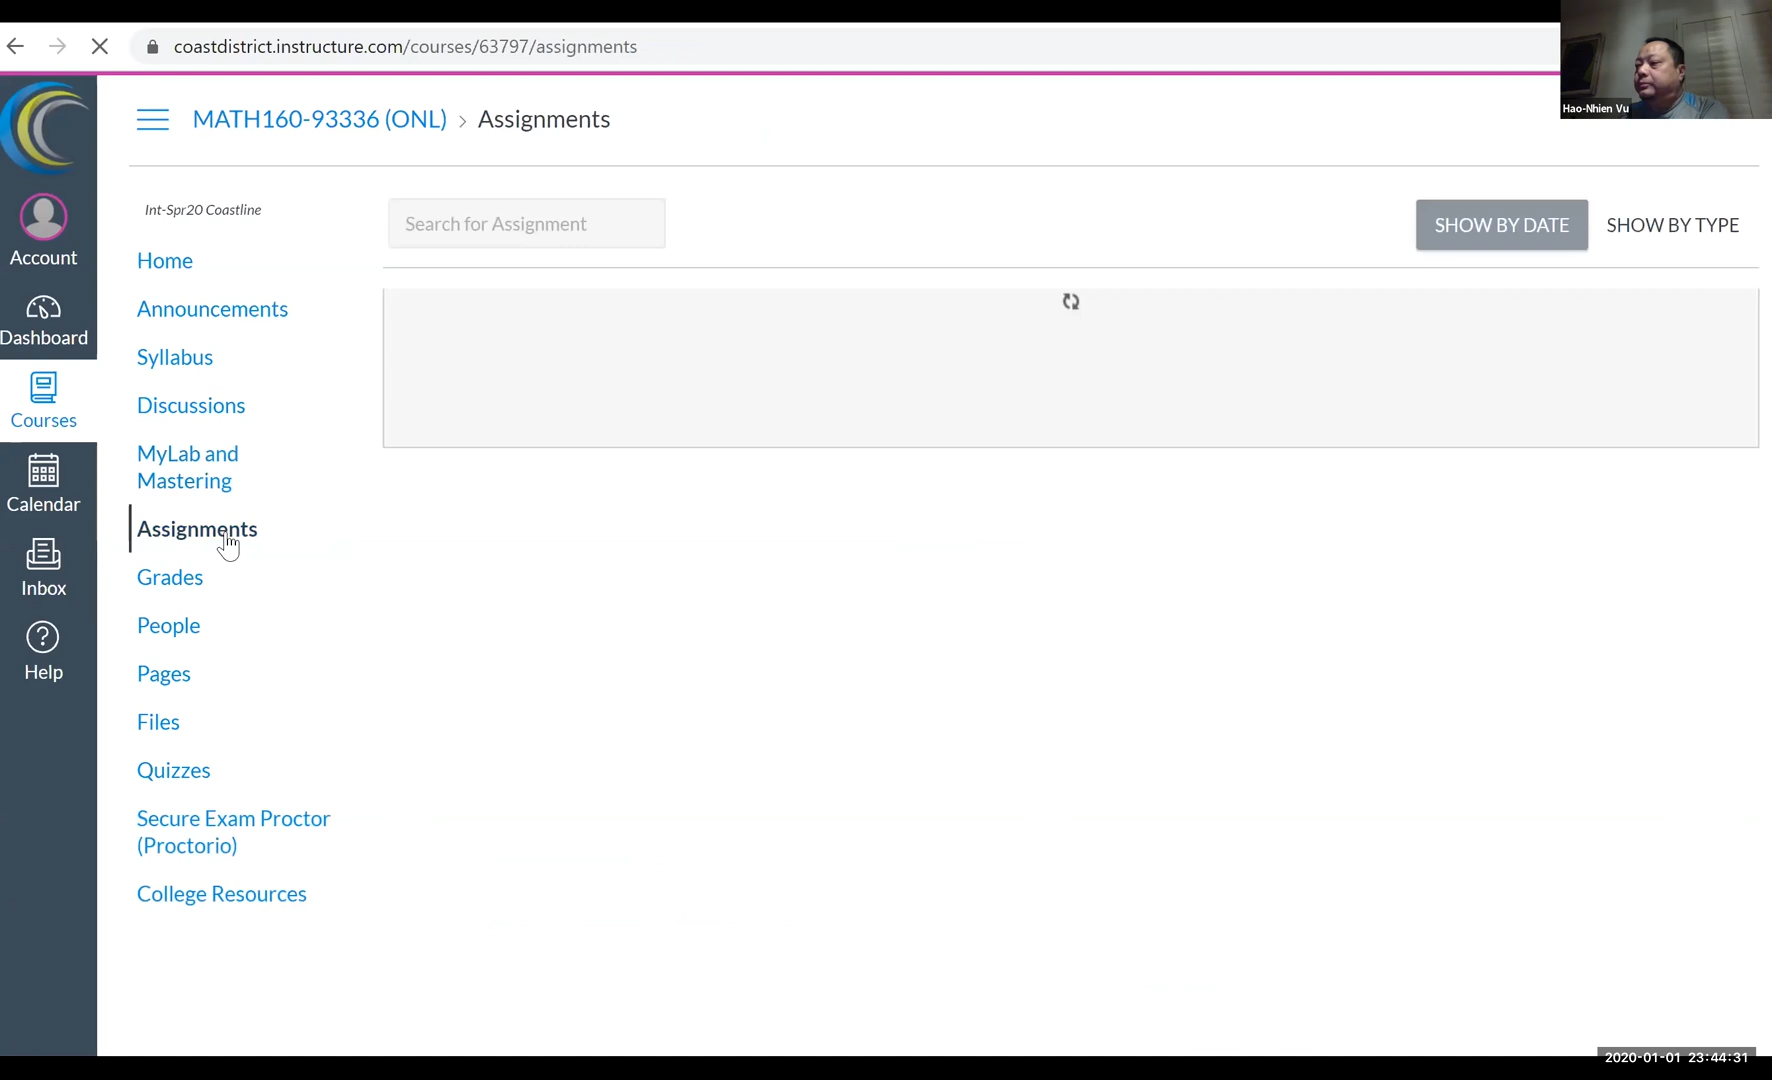 coastdistrict.instructure.com/courses/63797/assignments
Hao-Nhien Vu
MATH160-93336 (ONL) > Assignments
Account
Dashboard
Courses
Calendar
Inbox
Help
Int-Spr20 Coastline
Home
Announcements
Syllabus
Discussions
MyLab and
Mastering
Assignments
Grades
People
Pages
Files
Quizzes
Secure Exam Proctor
(Proctorio)
College Resources
Search for Assignment
SHOW BY DATE
SHOW BY TYPE
2020-01-01 23:44:31